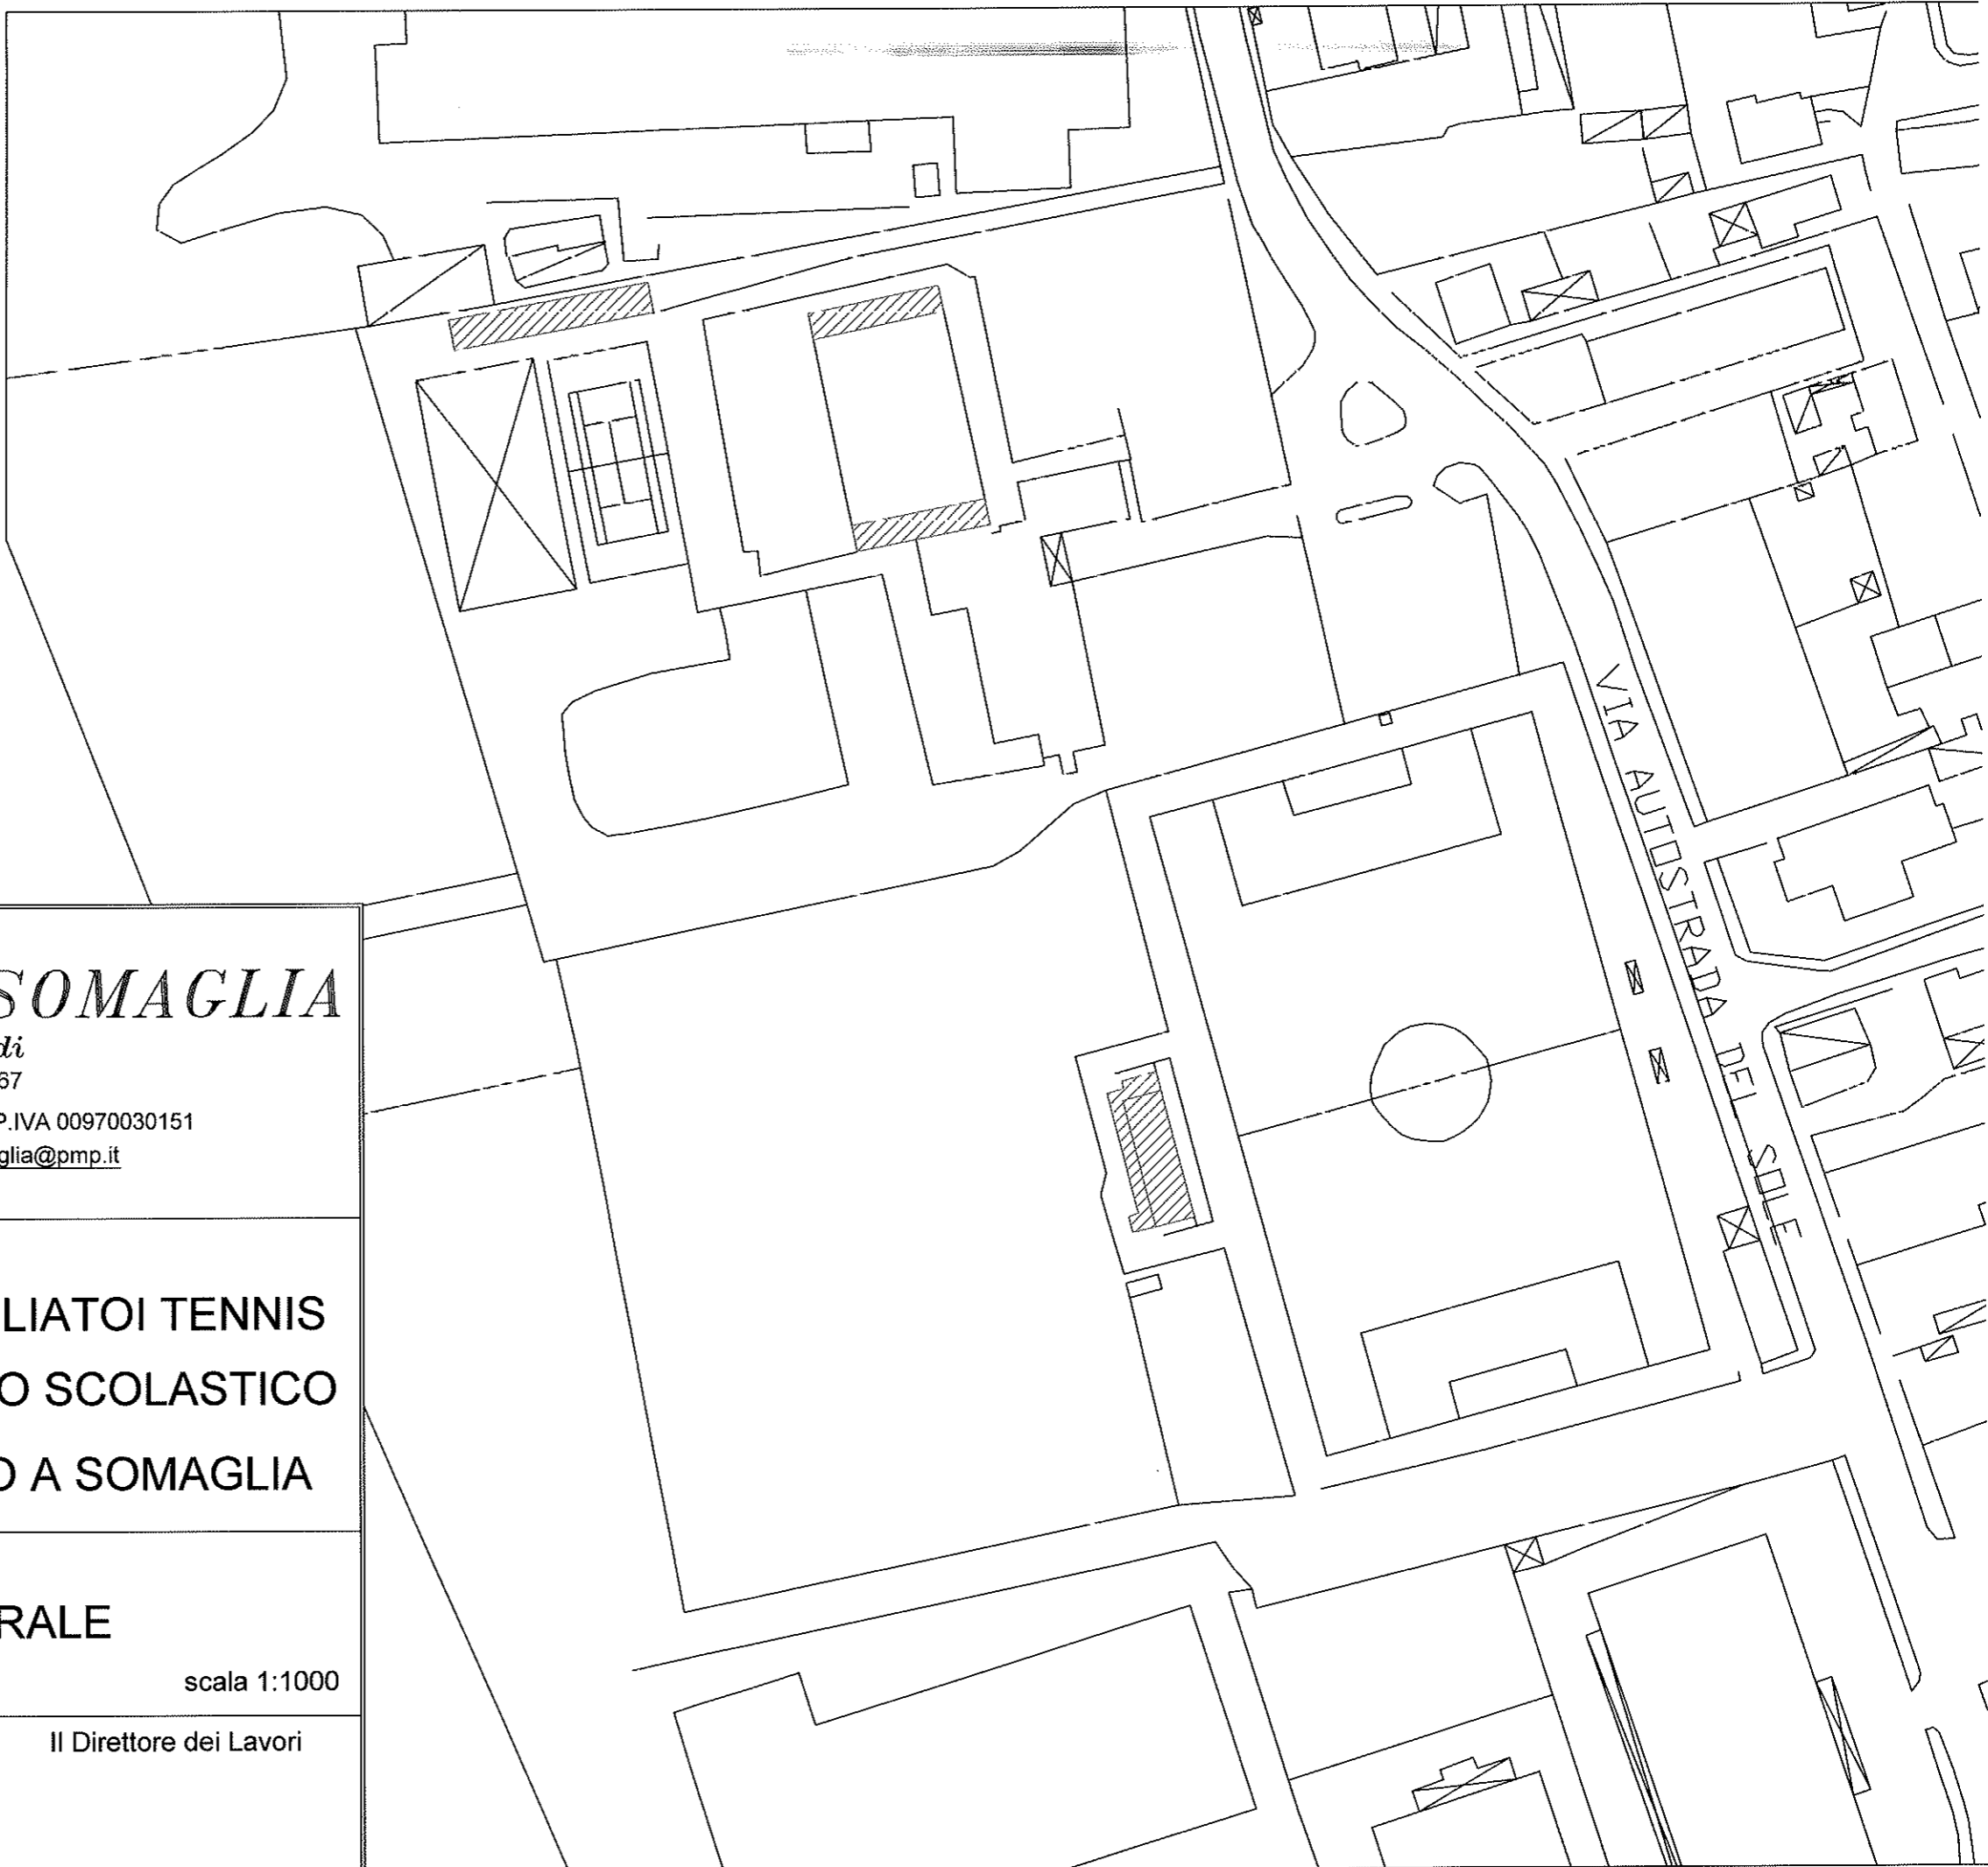 SOMAGLIA
di
67
P.IVA 00970030151
glia@pmp.it
LIATOI TENNIS
O SCOLASTICO
O A SOMAGLIA
RALE
scala 1:1000
Il Direttore dei Lavori
VIA AUTOSTRADA DEL SOLE